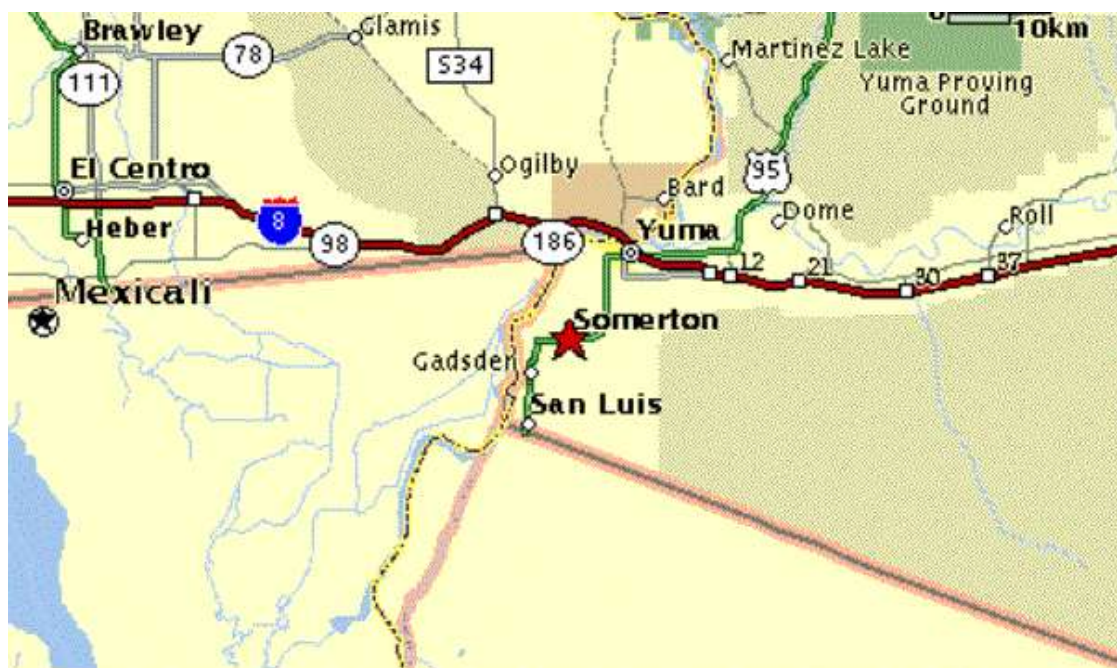 Brawley
Glamis
78
S34
111
Martinez Lake
10km
Yuma Proving
Ground
El Centro
Ogilby
95
Bard
8
98
186
Heber
Yuma
Dome
Roll
12
21
30
37
Mexicali
Somerton
Gadsden
San Luis